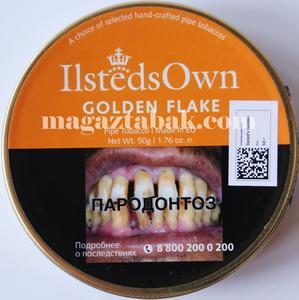 A choice of selected hand-crafted pipe tobaccos
IlstedsOwn
GOLDEN FLAKE
magaztabak.com
Pipe Tobacco | Made in EU
Net Wt. 50g | 1.76 oz. e
ПАРОДОНТОЗ
Подробнее
о последствиях
8 800 200 0 200